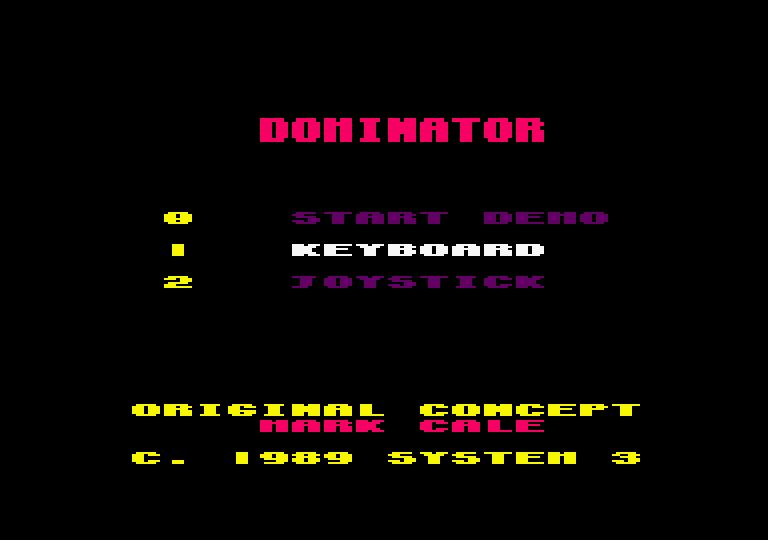 DOMINATOR
0 START DEMO
1 KEYBOARD
2 JOYSTICK
ORIGINAL CONCEPT
MARK CALE
C. 1989 SYSTEM 3